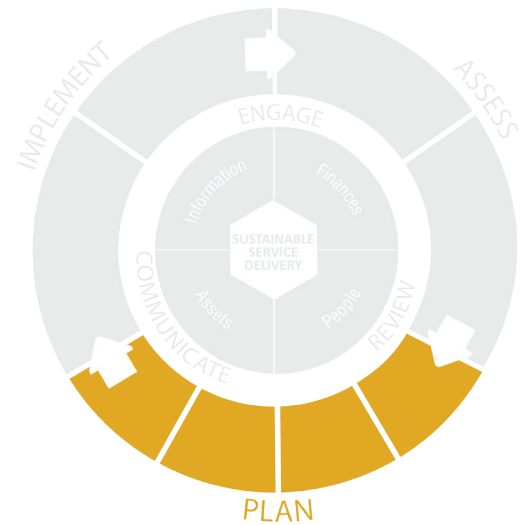 IMPLEMENT
ASSESS
ENGAGE
Information
Finances
SUSTAINABLE
SERVICE
DELIVERY
COMMUNICATE
REVIEW
Assets
People
PLAN